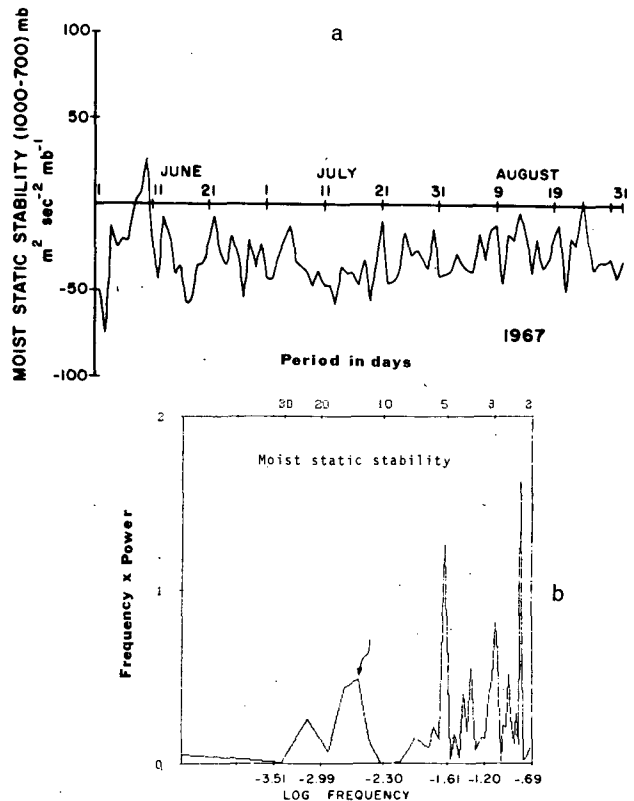 a
MOIST STATIC STABILITY (1000-700) mb
m² sec⁻² mb⁻¹
100
50
0
-50
-100
JUNE JULY AUGUST
1 11 21 1 11 21 31 9 19 31
1967
b
Period in days
30 20 10 5 3 2
Moist static stability
Frequency x Power
2
1
0
-3.51 -2.99 -2.30 -1.61 -1.20 -.69
LOG FREQUENCY